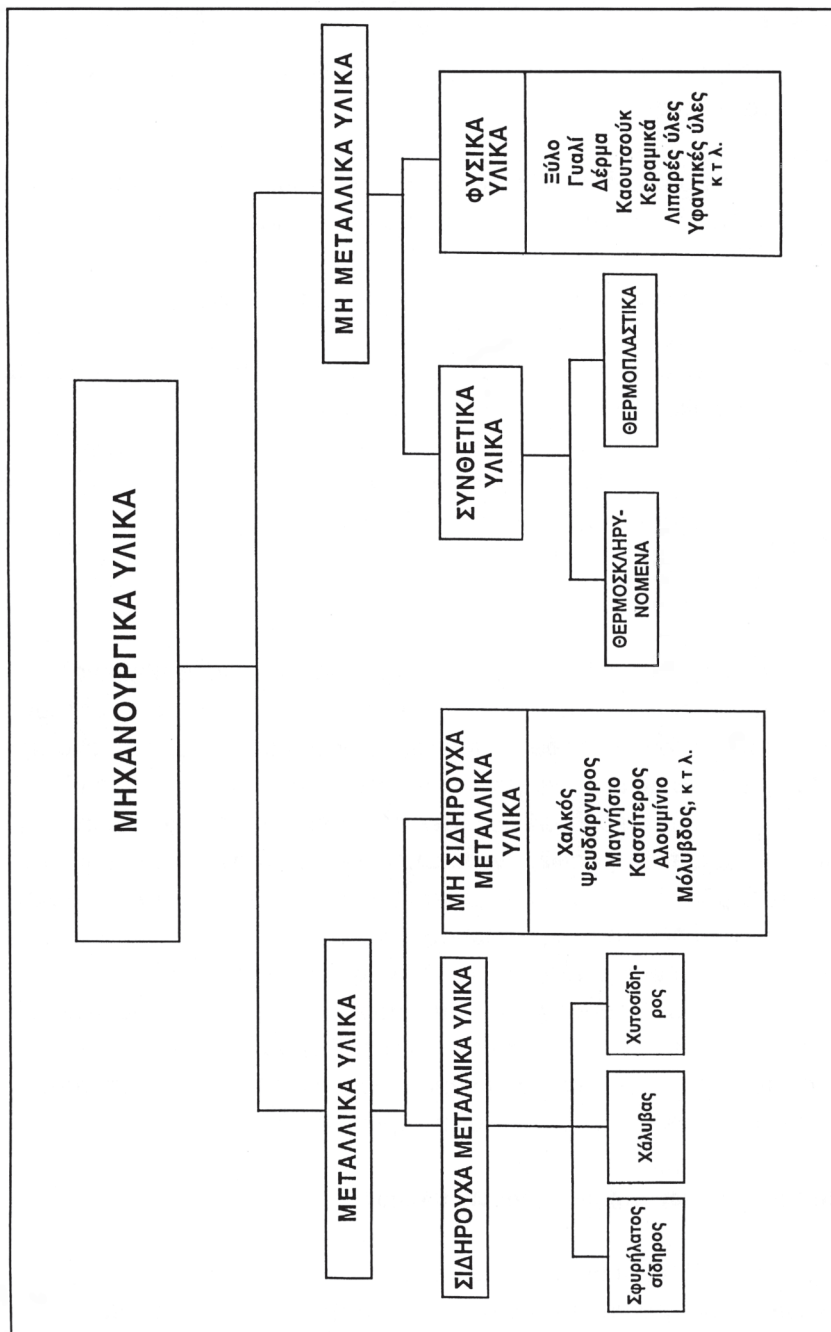 ΜΗΧΑΝΟΥΡΓΙΚΑ ΥΛΙΚΑ
ΜΕΤΑΛΛΙΚΑ ΥΛΙΚΑ
ΜΗ ΜΕΤΑΛΛΙΚΑ ΥΛΙΚΑ
ΣΙΔΗΡΟΥΧΑ ΜΕΤΑΛΛΙΚΑ ΥΛΙΚΑ
ΜΗ ΣΙΔΗΡΟΥΧΑ
ΜΕΤΑΛΛΙΚΑ
ΥΛΙΚΑ
Χαλκός
Ψευδάργυρος
Μαγνήσιο
Κασσίτερος
Αλουμίνιο
Μόλυβδος, κ τ λ.
ΣΥΝΘΕΤΙΚΑ
ΥΛΙΚΑ
ΦΥΣΙΚΑ
ΥΛΙΚΑ
Ξύλο
Γυαλί
Δέρμα
Καουτσούκ
Κεραμικά
Λιπαρές ύλες
Υφαντικές ύλες
κ τ λ.
Σφυρήλατος
σίδηρος
Χάλυβας
Χυτοσίδη-
ρος
ΘΕΡΜΟΣΚΛΗΡΥ-
ΝΟΜΕΝΑ
ΘΕΡΜΟΠΛΑΣΤΙΚΑ